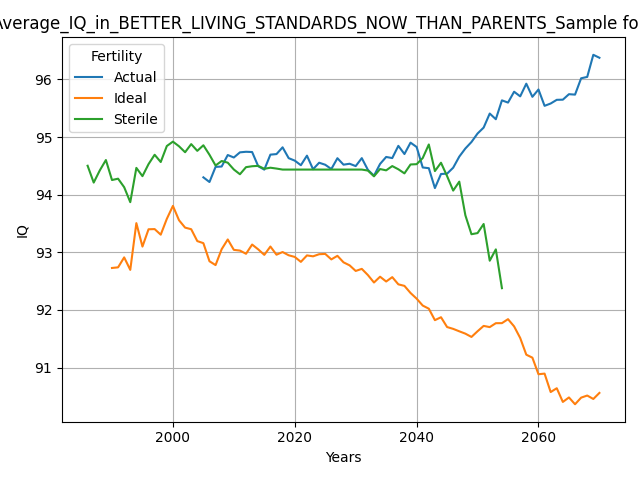 Average_IQ_in_BETTER_LIVING_STANDARDS_NOW_THAN_PARENTS_Sample fo
Fertility
Actual
Ideal
Sterile
IQ
96
95
94
93
92
91
2000
2020
2040
2060
Years